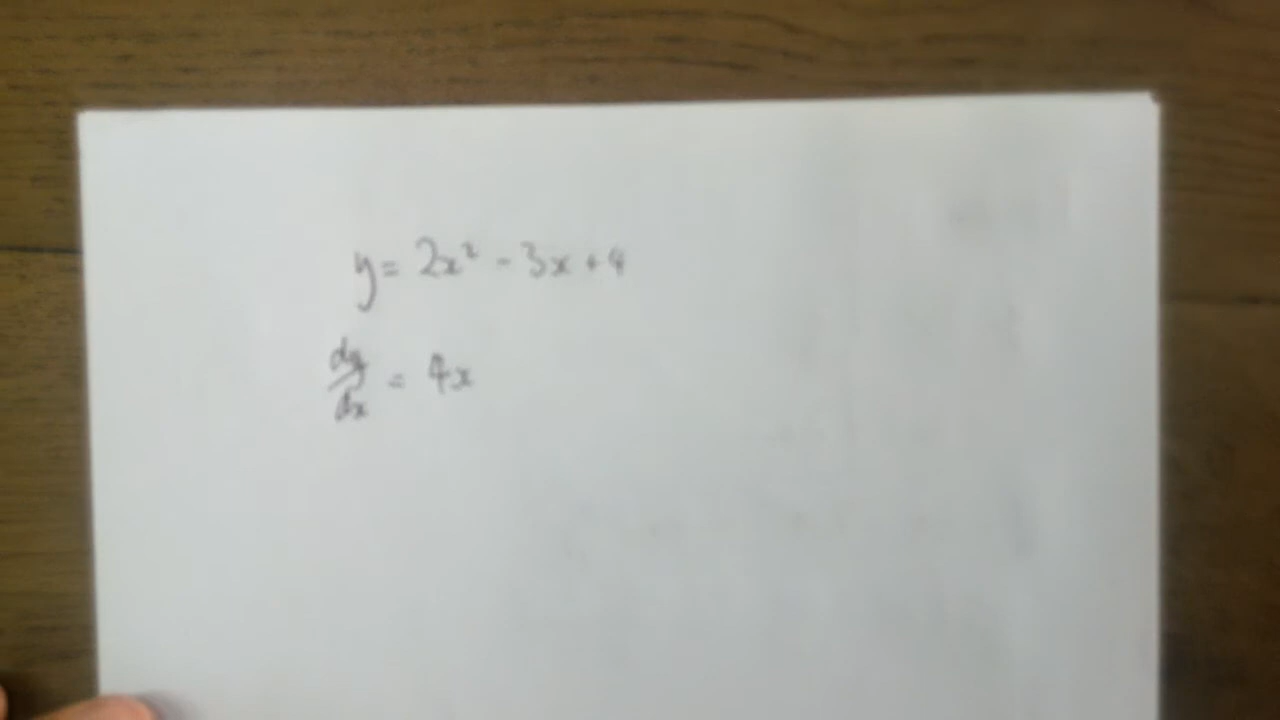 y = 2x² - 3x + 4
dy/dx = 4x